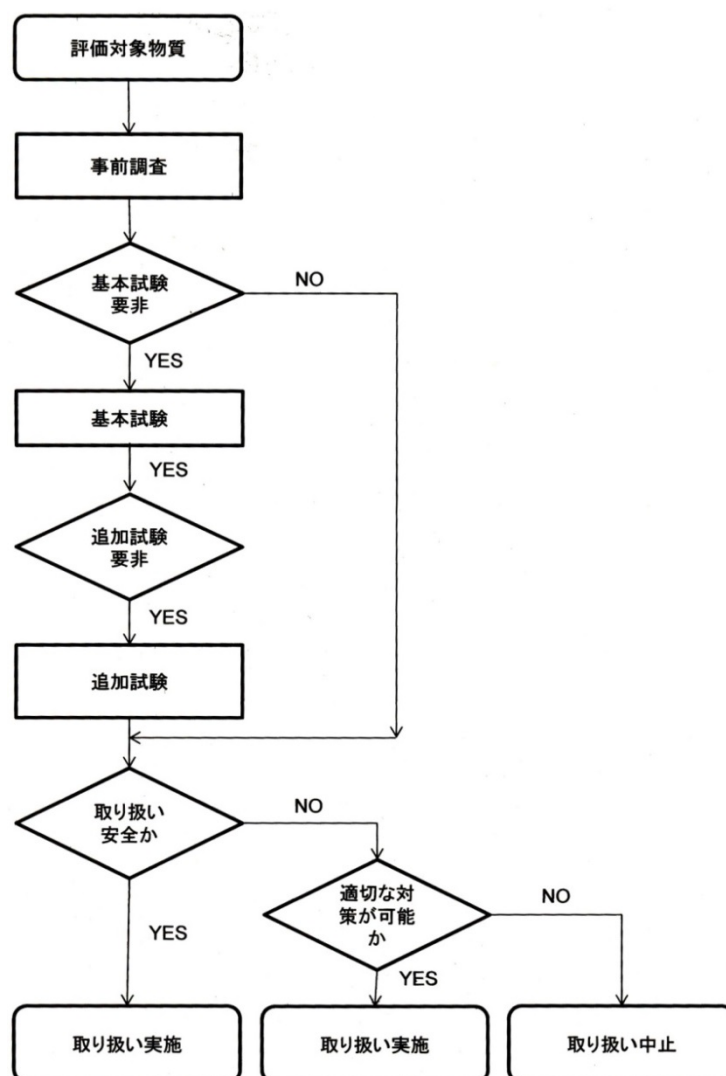 評価対象物質
事前調査
基本試験
要非
NO
YES
基本試験
YES
追加試験
要非
YES
追加試験
取り扱い
安全か
NO
適切な対
策が可能
か
NO
YES
YES
取り扱い実施
取り扱い実施
取り扱い中止